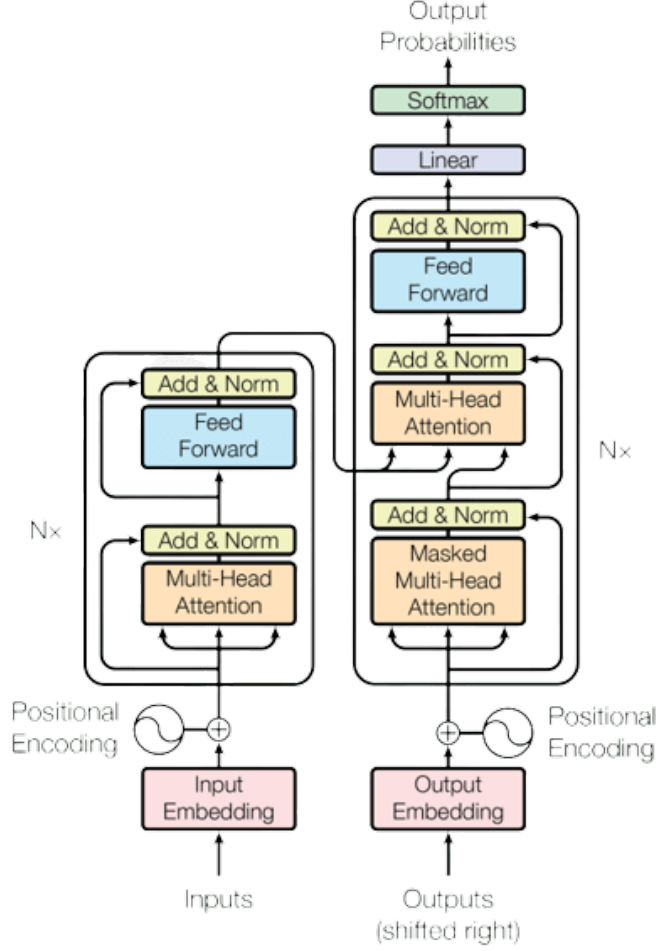 Output
Probabilities
Softmax
Linear
Add & Norm
Feed
Forward
Add & Norm
Multi-Head
Attention
Add & Norm
Masked
Multi-Head
Attention
N×
Add & Norm
Feed
Forward
Add & Norm
Multi-Head
Attention
N×
Positional
Encoding
Input
Embedding
Inputs
Positional
Encoding
Output
Embedding
Outputs
(shifted right)